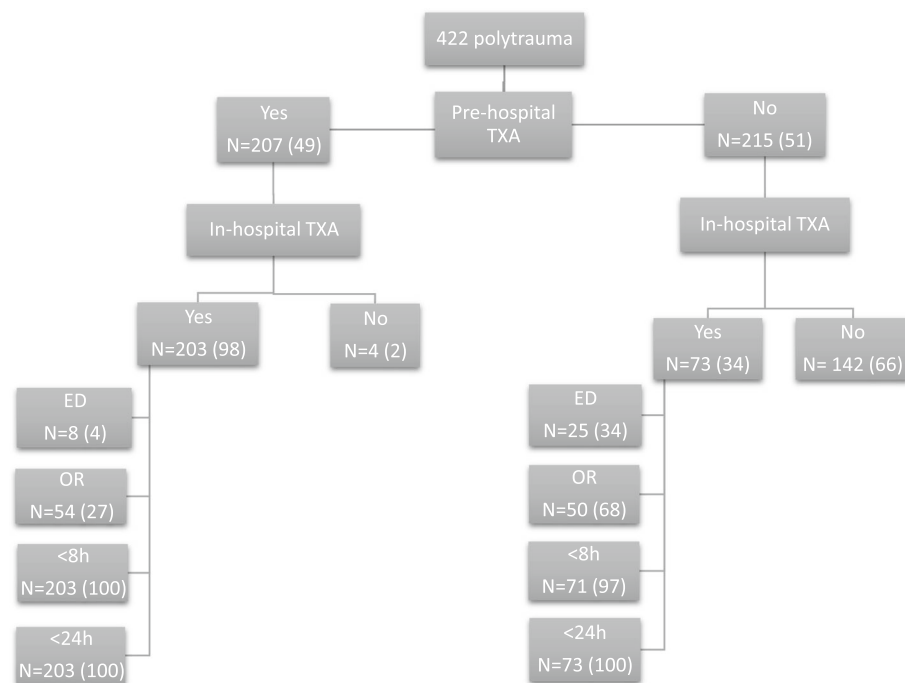 422 polytrauma
Pre-hospital
TXA
Yes
N=207 (49)
No
N=215 (51)
In-hospital TXA
In-hospital TXA
Yes
N=203 (98)
No
N=4 (2)
Yes
N=73 (34)
No
N= 142 (66)
ED
N=8 (4)
OR
N=54 (27)
<8h
N=203 (100)
<24h
N=203 (100)
ED
N=25 (34)
OR
N=50 (68)
<8h
N=71 (97)
<24h
N=73 (100)